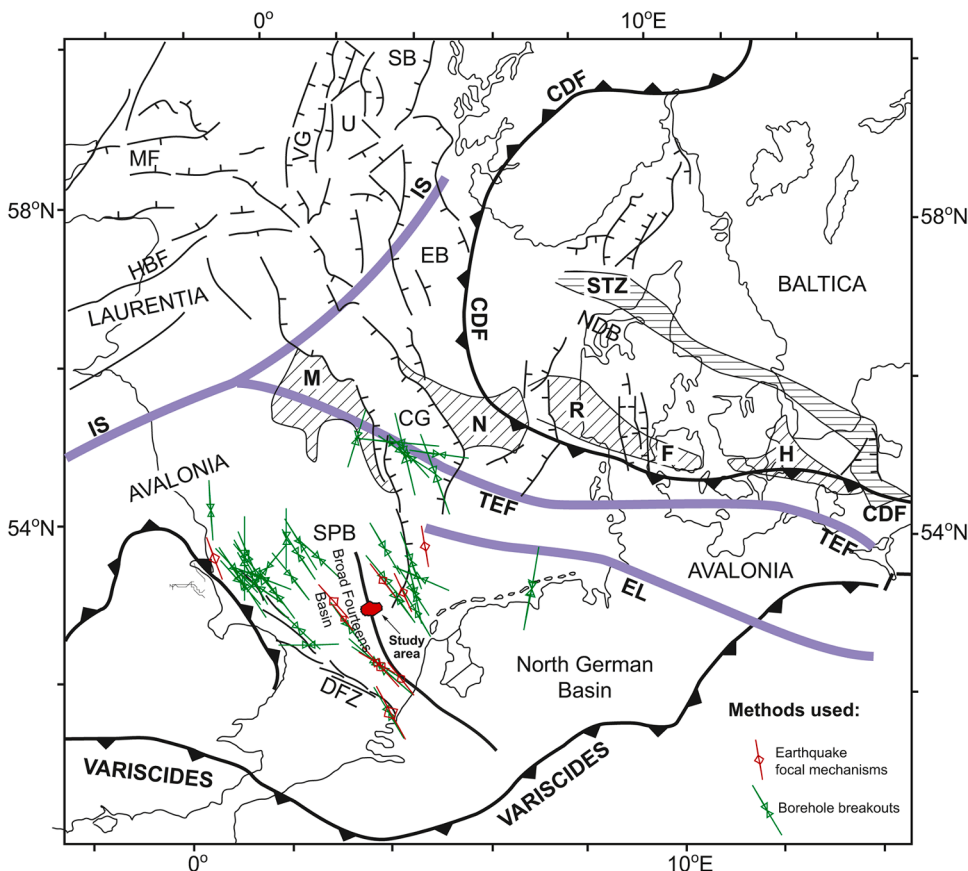 0° 10°E
SB
CDF
U
VG
MF
IS
58°N 58°N
EB
HBF
BALTICA
LAURENTIA
STZ
CDF
NDB
M
CG
R
N
IS
F
H
AVALONIA
TEF
CDF
54°N 54°N
SPB
TEF
AVALONIA
EL
Broad Fourteens
Basin
Study
area
North German
Basin
DFZ
Methods used:
Earthquake
focal mechanisms
VARISCIDES
VARISCIDES
Borehole breakouts
0° 10°E